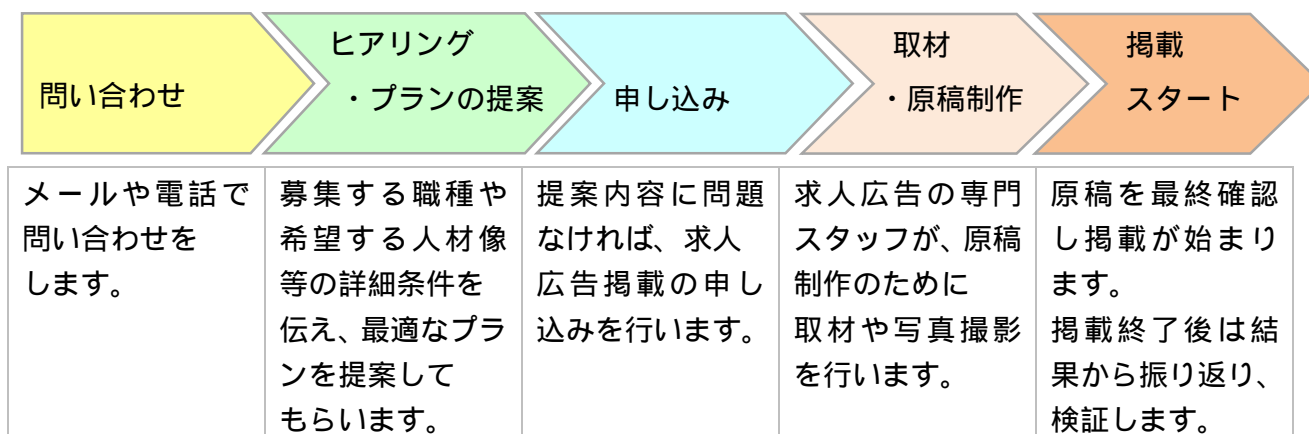 問い合わせ
ヒアリング
・プランの提案
申し込み
取材
・原稿制作
掲載
スタート
メールや電話で
問い合わせを
します。
募集する職種や
希望する人材像
等の詳細条件を
伝え、最適なプラ
ンを提案して
もらいます。
提案内容に問題
なければ、求人
広告掲載の申し
込みを行います。
求人広告の専門
スタッフが、原稿
制作のために
取材や写真撮影
を行います。
原稿を最終確認
し掲載が始まり
ます。
掲載終了後は結
果から振り返り、
検証します。